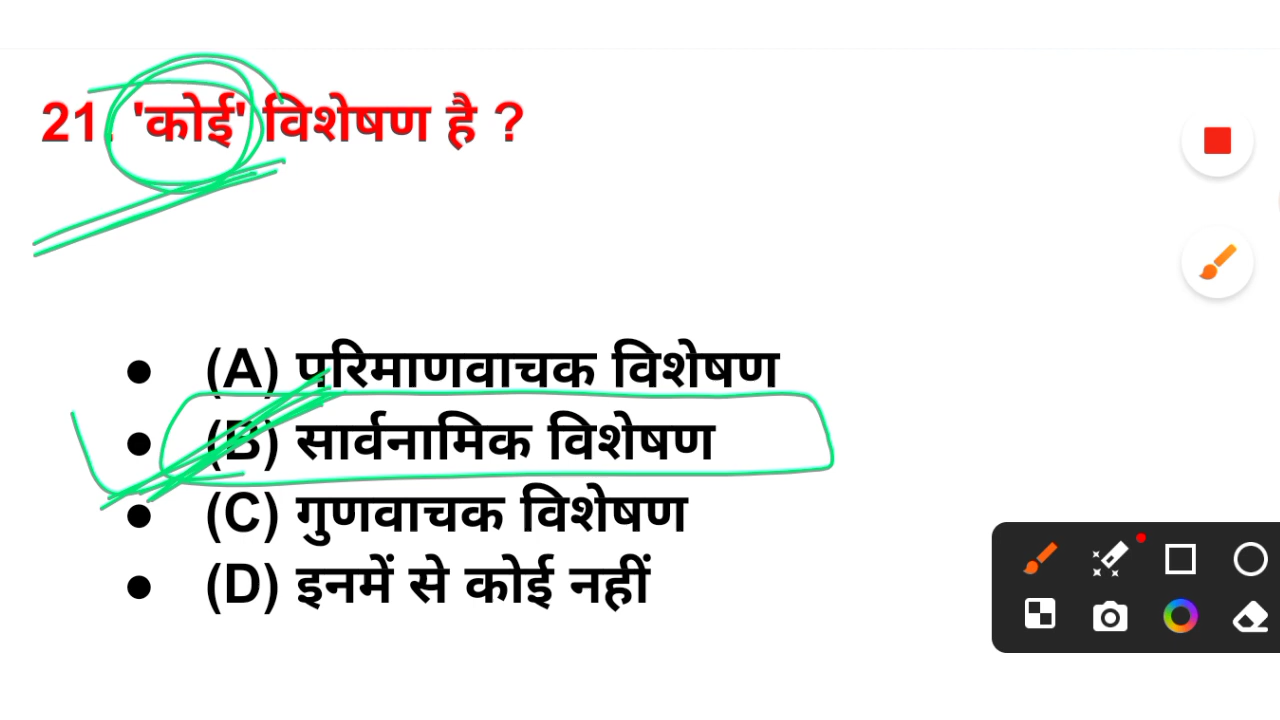 21. 'कोई' विशेषण है ?
● (A) परिमाणवाचक विशेषण
● (B) सार्वनामिक विशेषण
● (C) गुणवाचक विशेषण
● (D) इनमें से कोई नहीं